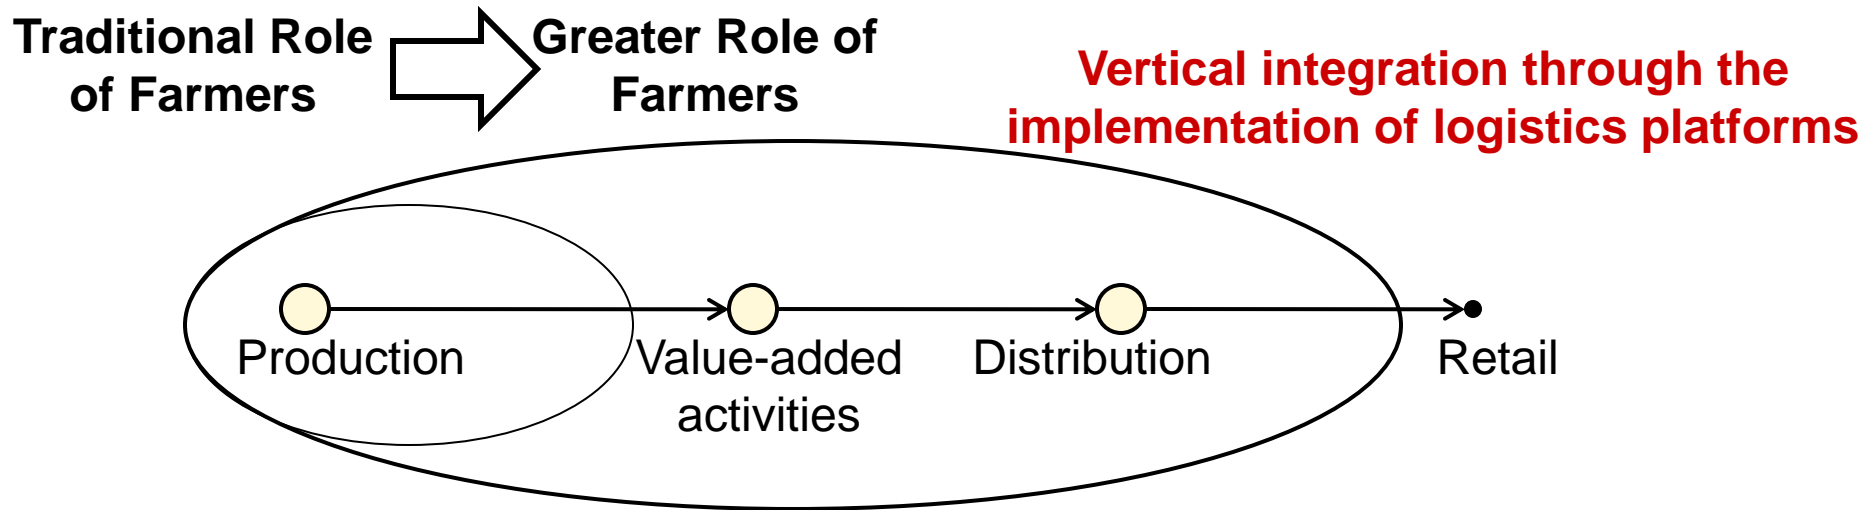 Traditional Role
of Farmers
Greater Role of
Farmers
Vertical integration through the
implementation of logistics platforms
Production
Value-added
activities
Distribution
Retail